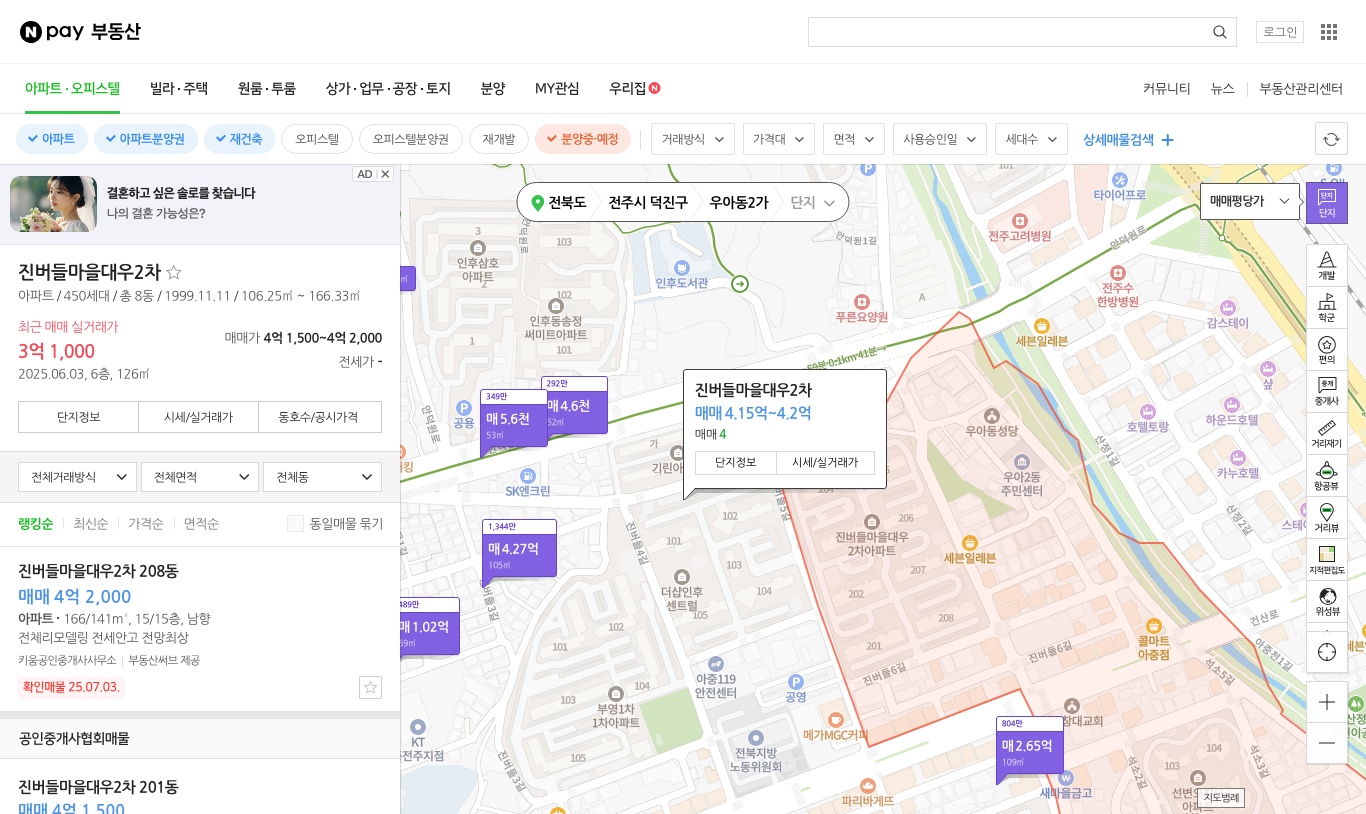 N pay 부동산
로그인
아파트·오피스텔
빌라·주택
원룸·투룸
상가·업무·공장·토지
분양
MY관심
우리집 N
커뮤니티
뉴스
부동산관리센터
아파트
아파트분양권
재건축
오피스텔
오피스텔분양권
재개발
분양중·예정
거래방식
가격대
면적
사용승인일
세대수
상세매물검색
AD
결혼하고 싶은 솔로를 찾습니다
나의 결혼 가능성은?
진버들마을대우2차
아파트 / 450세대 / 총 8동 / 1999.11.11 / 106.25㎡ ~ 166.33㎡
최근 매매 실거래가
3억 1,000
2025.06.03, 6층, 126㎡
매매가 4억 1,500~4억 2,000
전세가 -
단지정보
시세/실거래가
동호수/공시가격
전체거래방식
전체면적
전체동
랭킹순
최신순
가격순
면적순
동일매물 묶기
진버들마을대우2차 208동
매매 4억 2,000
아파트 · 166/141m², 15/15층, 남향
전체리모델링 전세안고 전망최상
키움공인중개사사무소 | 부동산써브 제공
확인매물 25.07.03.
공인중개사협회매물
진버들마을대우2차 201동
매매 4억 1,500
전북도
전주시 덕진구
우아동2가
단지
매매평당가
단지
단지
개발
학군
편의
중개
중개사
거리재기
항공뷰
거리뷰
지적편집도
위성뷰
지도범례
타이어프로
전주고려병원
안덕원1길
안덕원로
3
103
인후삼호
아파트
2
1
102
인후동송정
써미트아파트
101
인후도서관
푸른요양원
전주수
한방병원
A
감스테이
세븐일레븐
59분·0.1km·41분→
샾
하운드호텔
호텔토랑
카누호텔
산정1길
산정2길
우아동성당
우아2동
주민센터
진버들마을대우2차
매매 4.15억~4.2억
매매 4
단지정보
시세/실거래가
292만
매 4.6천
52㎡
349만
매 5.6천
53㎡
공용
안덕원길
SK엔크린
가
기린아
1,344만
매 4.27억
105㎡
489만
매 1.02억
69㎡
204
206
205
진버들마을대우
2차아파트
202
208
201
세븐일레븐
101
102
더샵인후
센트럴
104
105
진버들4길
진버들3길
진버들5길
진버들6길
진버들6길
101
103
104
부영1차
1차아파트
아중119
안전센터
공영
메가MGC커피
전북지방
노동위원회
KT
전주지점
파리바게뜨
콜마트
아중점
건산로
아중천1길
석소5길
석소2길
석소3길
창대교회
804만
매 2.65억
109㎡
새마을금고
103
104
선변
아파트